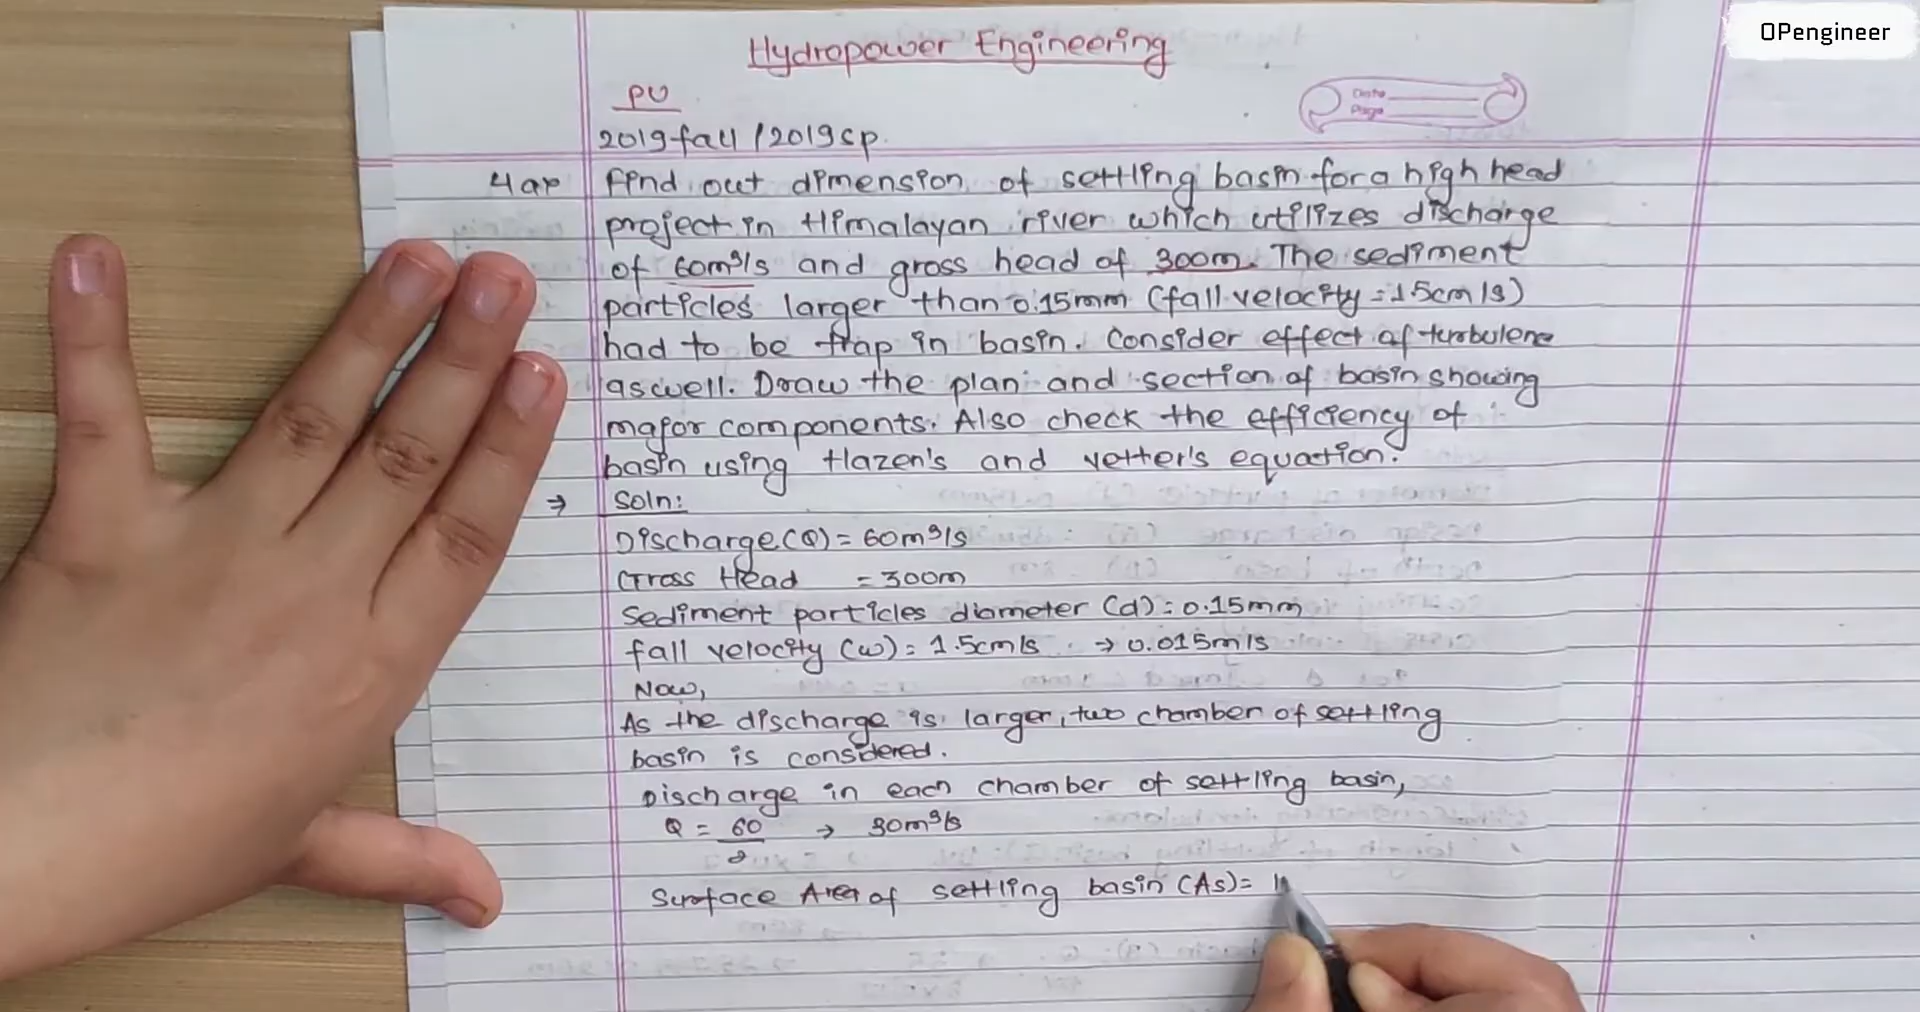 OPengineer
Hydropower Engineering
PU
Date
Page
2019 fall / 2019 sp.
4 a)
Find out dimension of settling basin for a high head
project in Himalayan river which utilizes discharge
of 60m³/s and gross head of 300m. The sediment
particles larger than 0.15mm (fall velocity = 1.5cm/s)
had to be trap in basin. Consider effect of turbulence
as well. Draw the plan and section of basin showing
major components. Also check the efficiency of
basin using Hazen's and vetter's equation.
→ Soln:
Discharge (Q) = 60m³/s
Gross Head = 300m
Sediment particles diameter (d) = 0.15mm
fall velocity (ω) = 1.5cm/s → 0.015m/s
Now,
As the discharge is larger, two chamber of settling
basin is considered.
Discharge in each chamber of settling basin,
Q = 60/2 → 30m³/s
Surface Area of settling basin (As) =